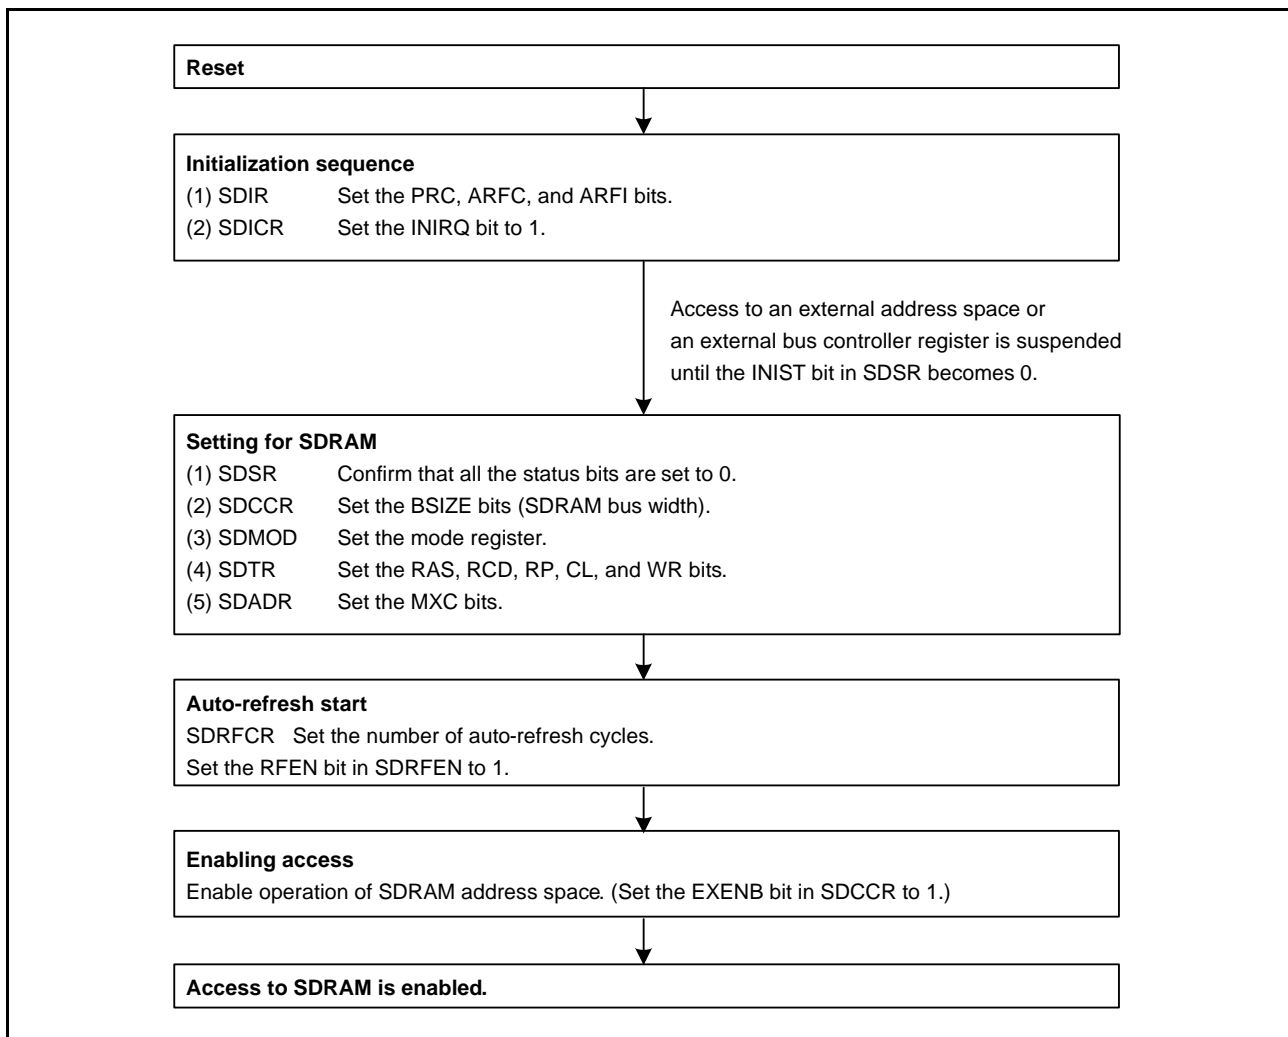 Reset
Initialization sequence
(1) SDIR Set the PRC, ARFC, and ARFI bits.
(2) SDICR Set the INIRQ bit to 1.
Access to an external address space or
an external bus controller register is suspended
until the INIST bit in SDSR becomes 0.
Setting for SDRAM
(1) SDSR Confirm that all the status bits are set to 0.
(2) SDCCR Set the BSIZE bits (SDRAM bus width).
(3) SDMOD Set the mode register.
(4) SDTR Set the RAS, RCD, RP, CL, and WR bits.
(5) SDADR Set the MXC bits.
Auto-refresh start
SDRFCR Set the number of auto-refresh cycles.
Set the RFEN bit in SDRFEN to 1.
Enabling access
Enable operation of SDRAM address space. (Set the EXENB bit in SDCCR to 1.)
Access to SDRAM is enabled.